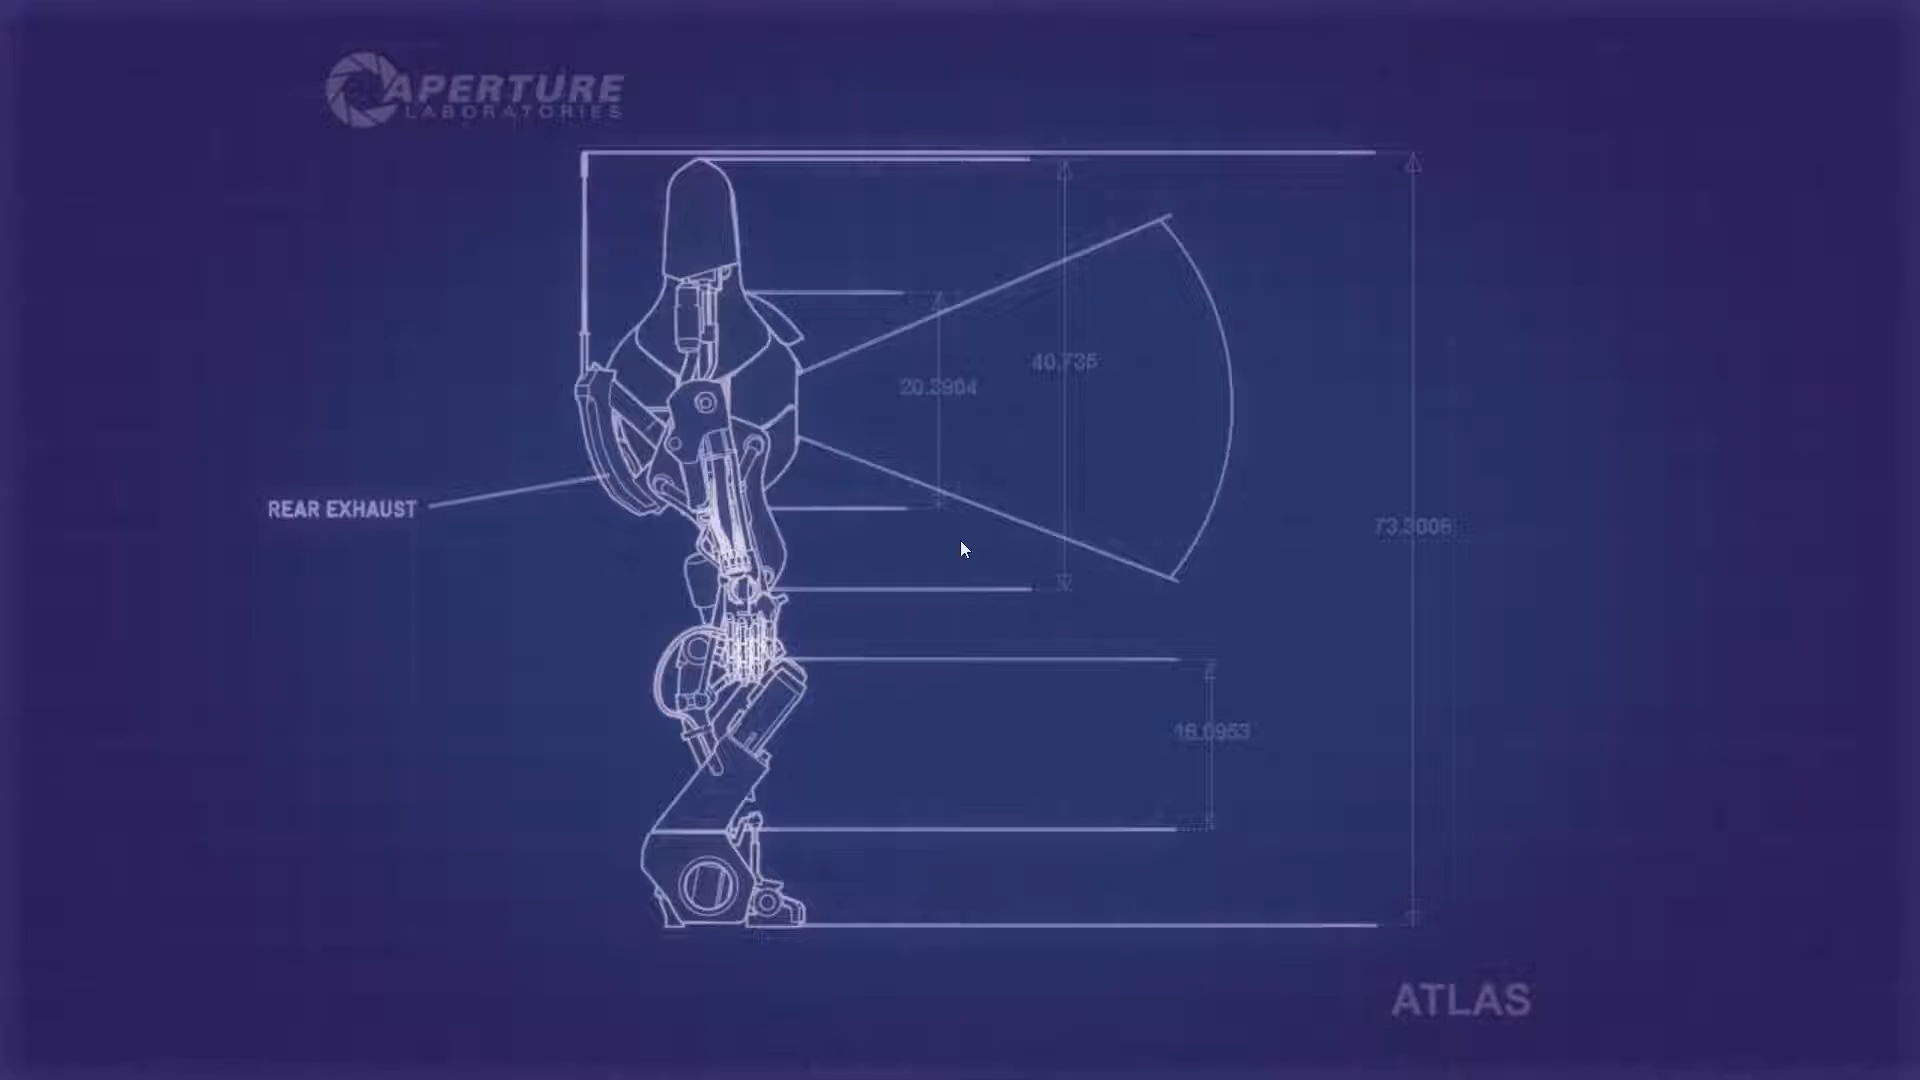 APERTURE
LABORATORIES
40.735
20.3904
REAR EXHAUST
73.3006
16.0953
ATLAS